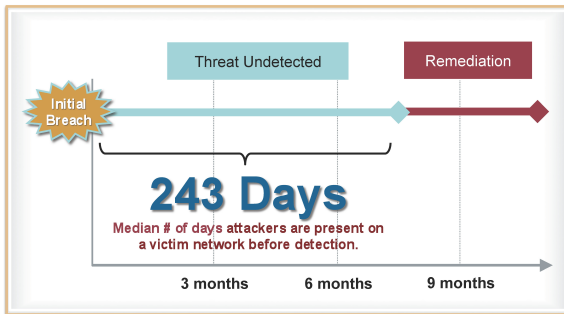 Threat Undetected
Remediation
Initial
Breach
243 Days
Median # of days attackers are present on
a victim network before detection.
3 months
6 months
9 months